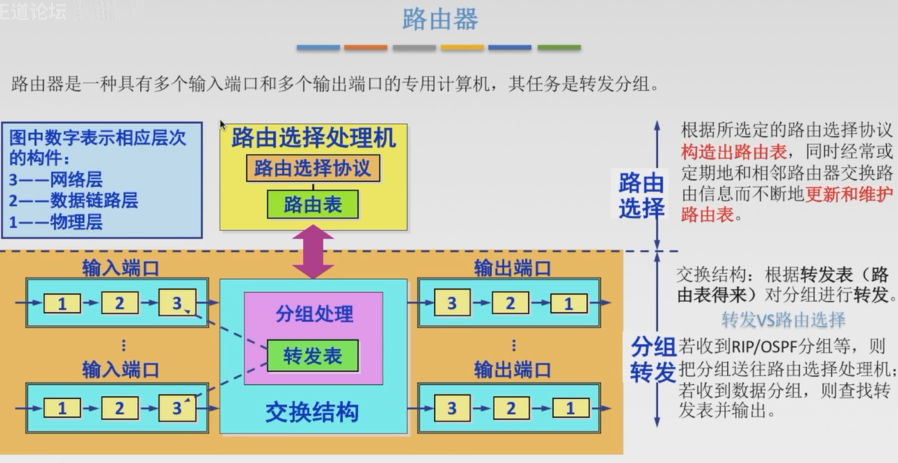 王道论坛
路由器
路由器是一种具有多个输入端口和多个输出端口的专用计算机，其任务是转发分组。
图中数字表示相应层次
的构件：
3——网络层
2——数据链路层
1——物理层
路由选择处理机
路由选择协议
路由表
路由
选择
根据所选定的路由选择协议
构造出路由表，同时经常或
定期地和相邻路由器交换路
由信息而不断地更新和维护
路由表。
输入端口
1 2 3
⋮
输入端口
1 2 3
分组处理
转发表
交换结构
输出端口
3 2 1
⋮
输出端口
3 2 1
分组
转发
交换结构：根据转发表（路
由表得来）对分组进行转发。
转发VS路由选择
若收到RIP/OSPF分组等，则
把分组送往路由选择处理机；
若收到数据分组，则查找转
发表并输出。